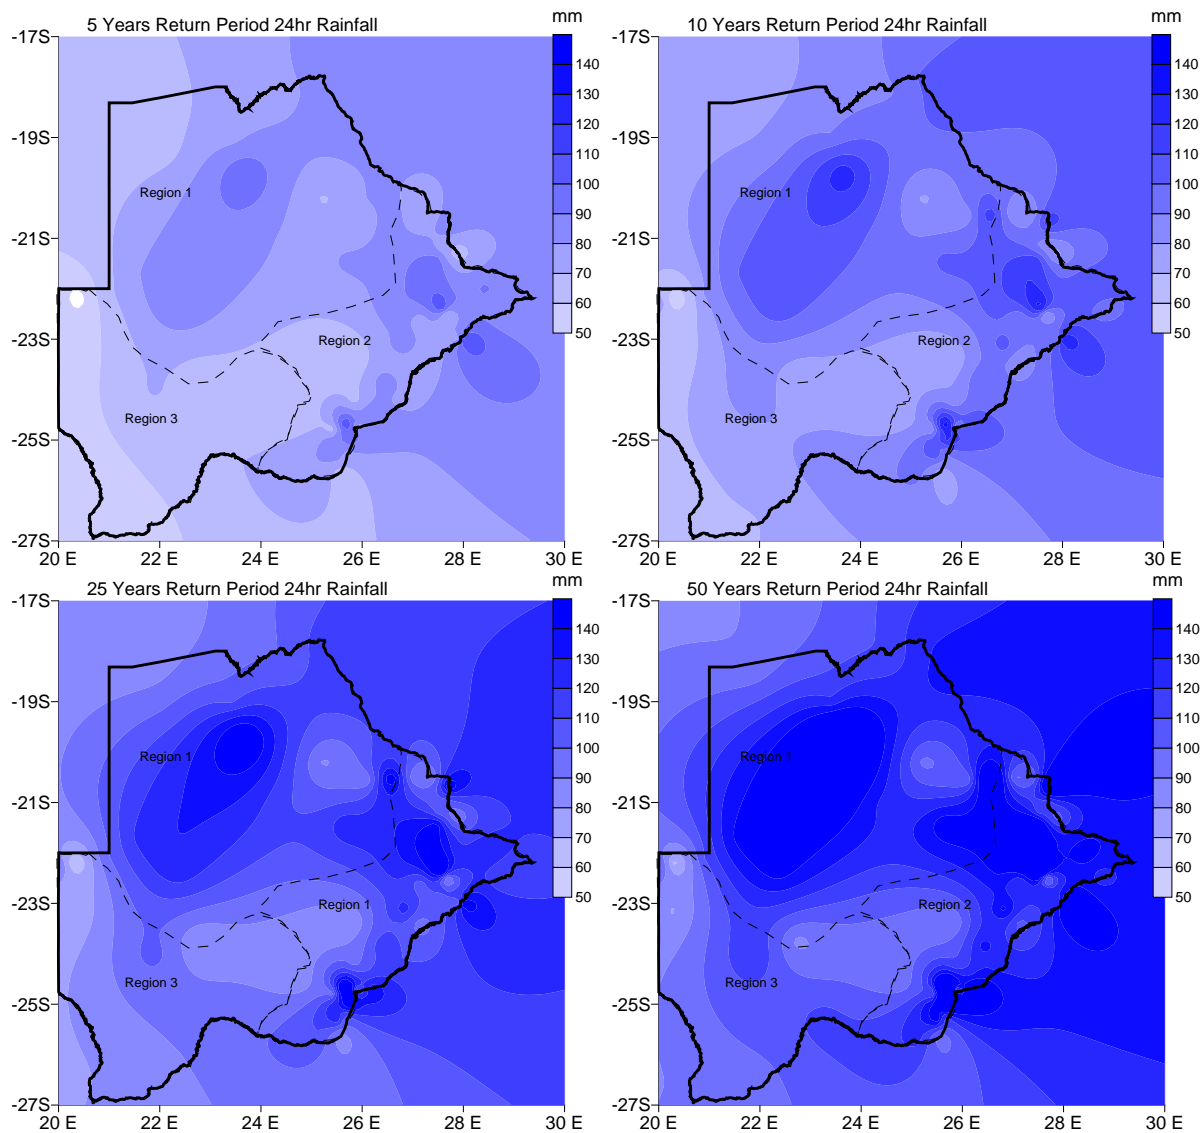 5 Years Return Period 24hr Rainfall
mm
-17S
-19S
-21S
-23S
-25S
-27S
20 E
22 E
24 E
26 E
28 E
30 E
140
130
120
110
100
90
80
70
60
50
Region 1
Region 2
Region 3
10 Years Return Period 24hr Rainfall
mm
-17S
-19S
-21S
-23S
-25S
-27S
20 E
22 E
24 E
26 E
28 E
30 E
140
130
120
110
100
90
80
70
60
50
Region 1
Region 2
Region 3
25 Years Return Period 24hr Rainfall
mm
-17S
-19S
-21S
-23S
-25S
-27S
20 E
22 E
24 E
26 E
28 E
30 E
140
130
120
110
100
90
80
70
60
50
Region 1
Region 1
Region 3
50 Years Return Period 24hr Rainfall
mm
-17S
-19S
-21S
-23S
-25S
-27S
20 E
22 E
24 E
26 E
28 E
30 E
140
130
120
110
100
90
80
70
60
50
Region 1
Region 2
Region 3